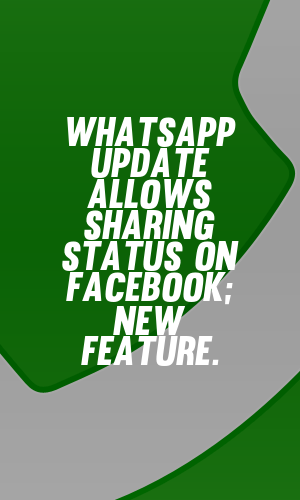 WHATSAPP
UPDATE
ALLOWS
SHARING
STATUS ON
FACEBOOK;
NEW
FEATURE.